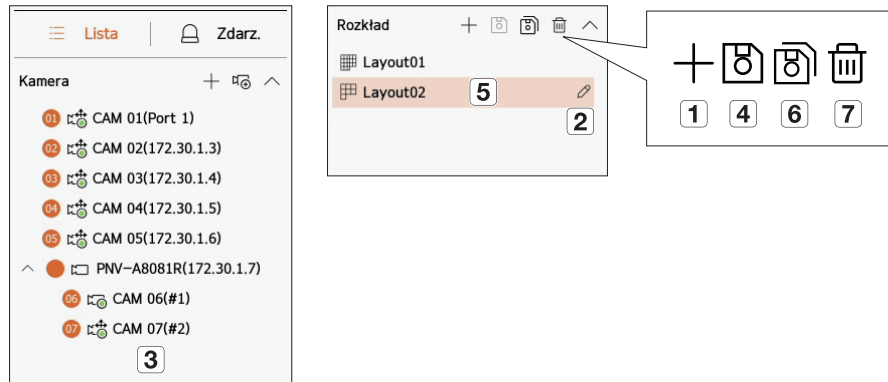 Lista
Zdarz.
Kamera
01 CAM 01(Port 1)
02 CAM 02(172.30.1.3)
03 CAM 03(172.30.1.4)
04 CAM 04(172.30.1.5)
05 CAM 05(172.30.1.6)
PNV-A8081R(172.30.1.7)
06 CAM 06(#1)
07 CAM 07(#2)
3
Rozkład
Layout01
Layout02 5
2
1 4 6 7